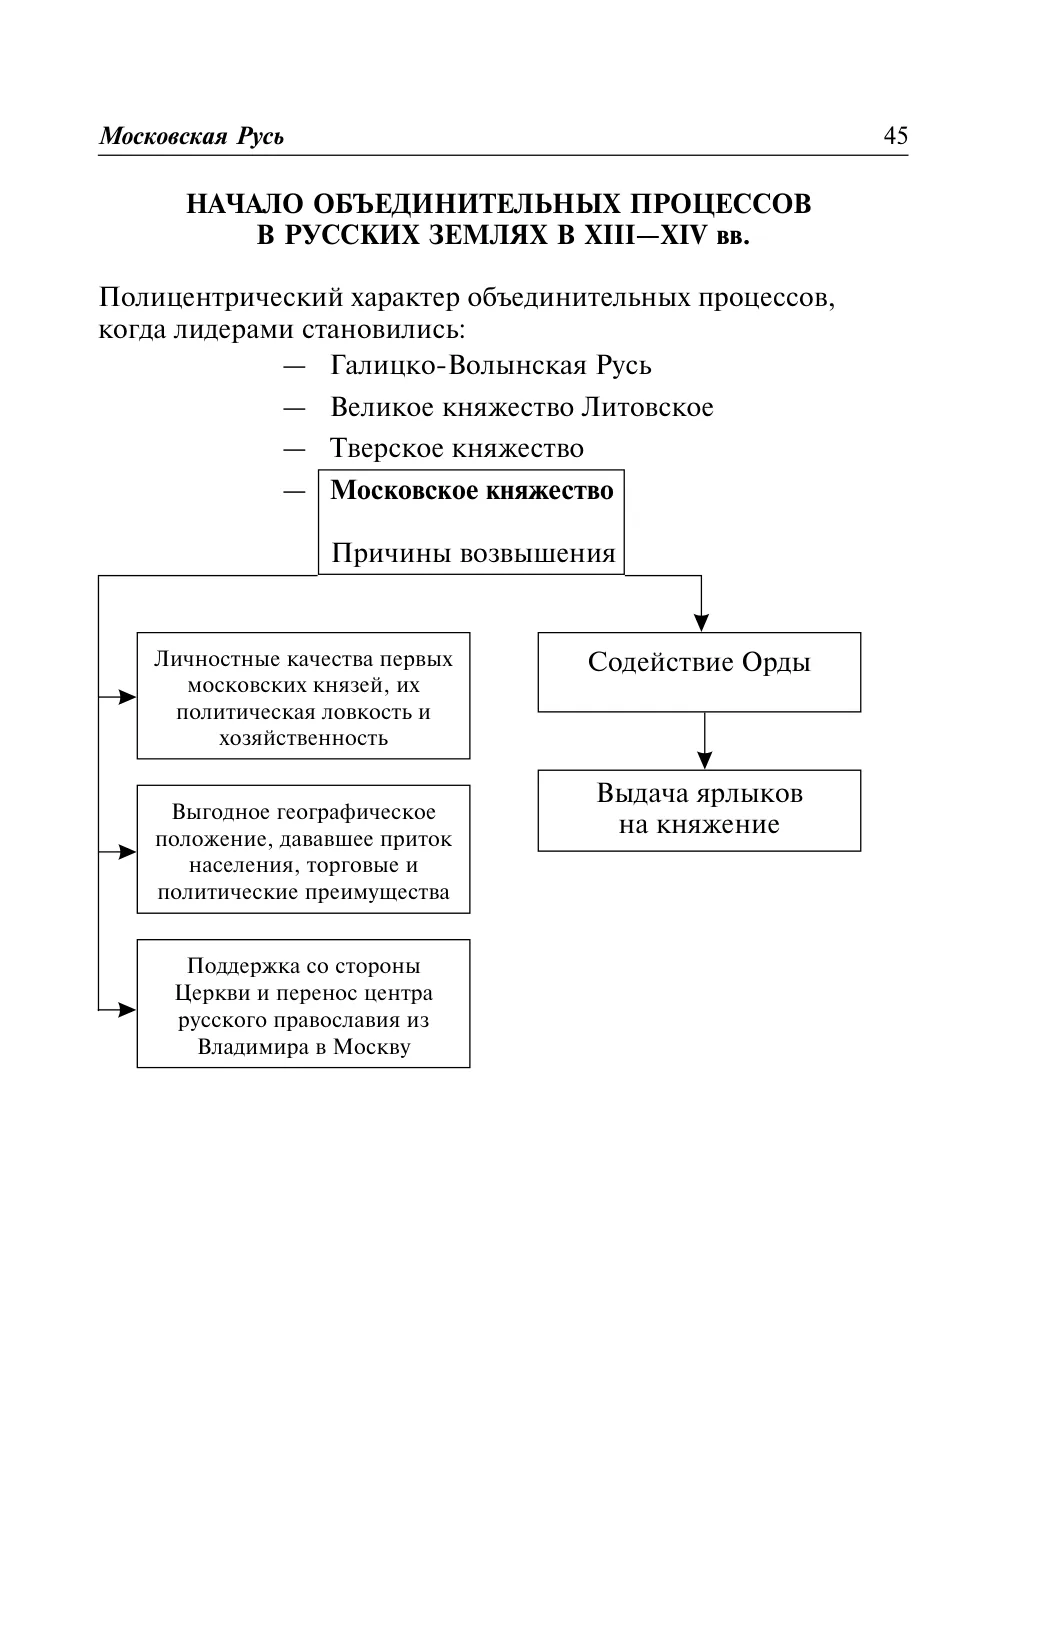 Московская Русь 45
НАЧАЛО ОБЪЕДИНИТЕЛЬНЫХ ПРОЦЕССОВ
В РУССКИХ ЗЕМЛЯХ В XIII—XIV вв.
Полицентрический характер объединительных процессов,
когда лидерами становились:
— Галицко-Волынская Русь
— Великое княжество Литовское
— Тверское княжество
— Московское княжество
Причины возвышения
Личностные качества первых
московских князей, их
политическая ловкость и
хозяйственность
Выгодное географическое
положение, дававшее приток
населения, торговые и
политические преимущества
Поддержка со стороны
Церкви и перенос центра
русского православия из
Владимира в Москву
Содействие Орды
Выдача ярлыков
на княжение